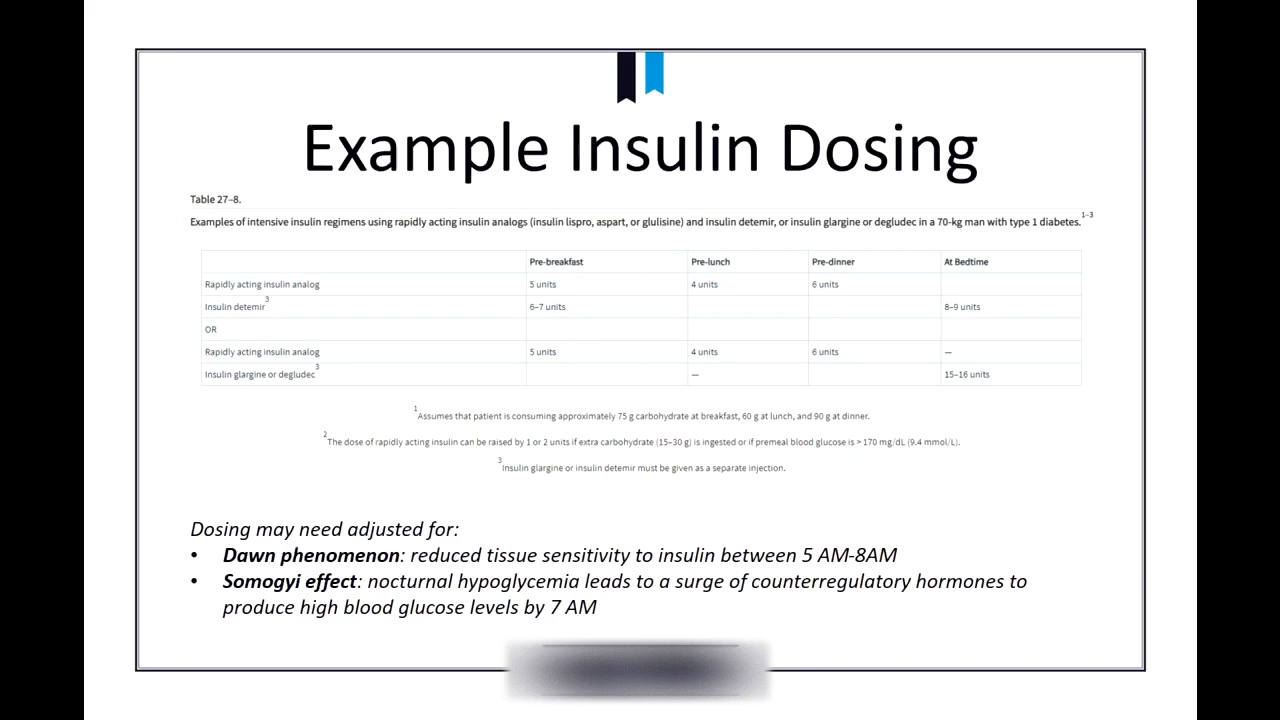 Example Insulin Dosing
Table 27–8.
Examples of intensive insulin regimens using rapidly acting insulin analogs (insulin lispro, aspart, or glulisine) and insulin detemir, or insulin glargine or degludec in a 70-kg man with type 1 diabetes.1–3
Pre-breakfast Pre-lunch Pre-dinner At Bedtime
Rapidly acting insulin analog 5 units 4 units 6 units
Insulin detemir3 6–7 units 8–9 units
OR
Rapidly acting insulin analog 5 units 4 units 6 units —
Insulin glargine or degludec3 — 15–16 units
1Assumes that patient is consuming approximately 75 g carbohydrate at breakfast, 60 g at lunch, and 90 g at dinner.
2The dose of rapidly acting insulin can be raised by 1 or 2 units if extra carbohydrate (15–30 g) is ingested or if premeal blood glucose is > 170 mg/dL (9.4 mmol/L).
3Insulin glargine or insulin detemir must be given as a separate injection.
Dosing may need adjusted for:
• Dawn phenomenon: reduced tissue sensitivity to insulin between 5 AM-8AM
• Somogyi effect: nocturnal hypoglycemia leads to a surge of counterregulatory hormones to
produce high blood glucose levels by 7 AM